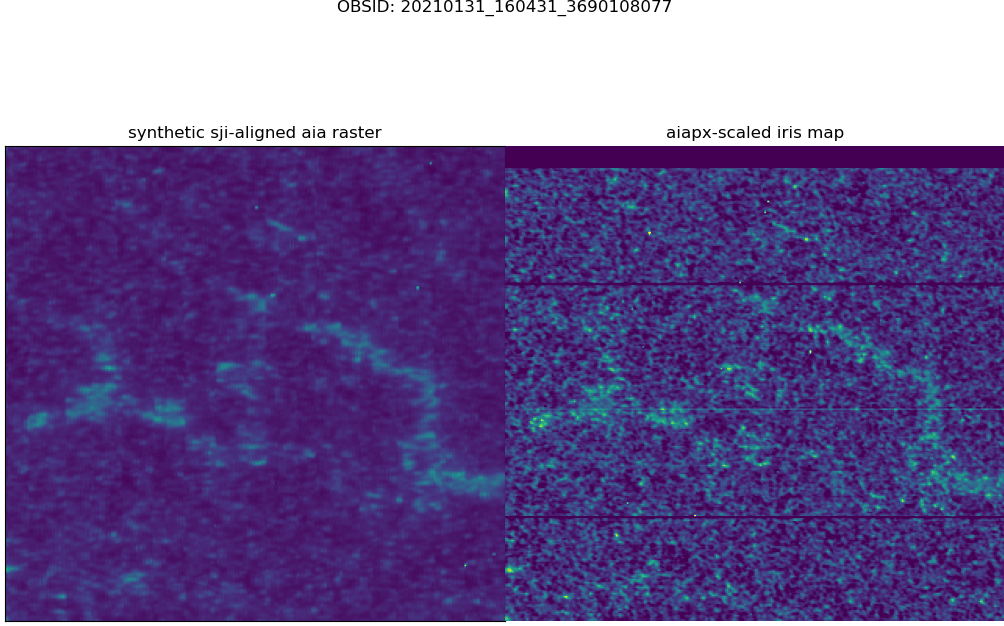 OBSID: 20210131_160431_3690108077
synthetic sji-aligned aia raster
aiapx-scaled iris map